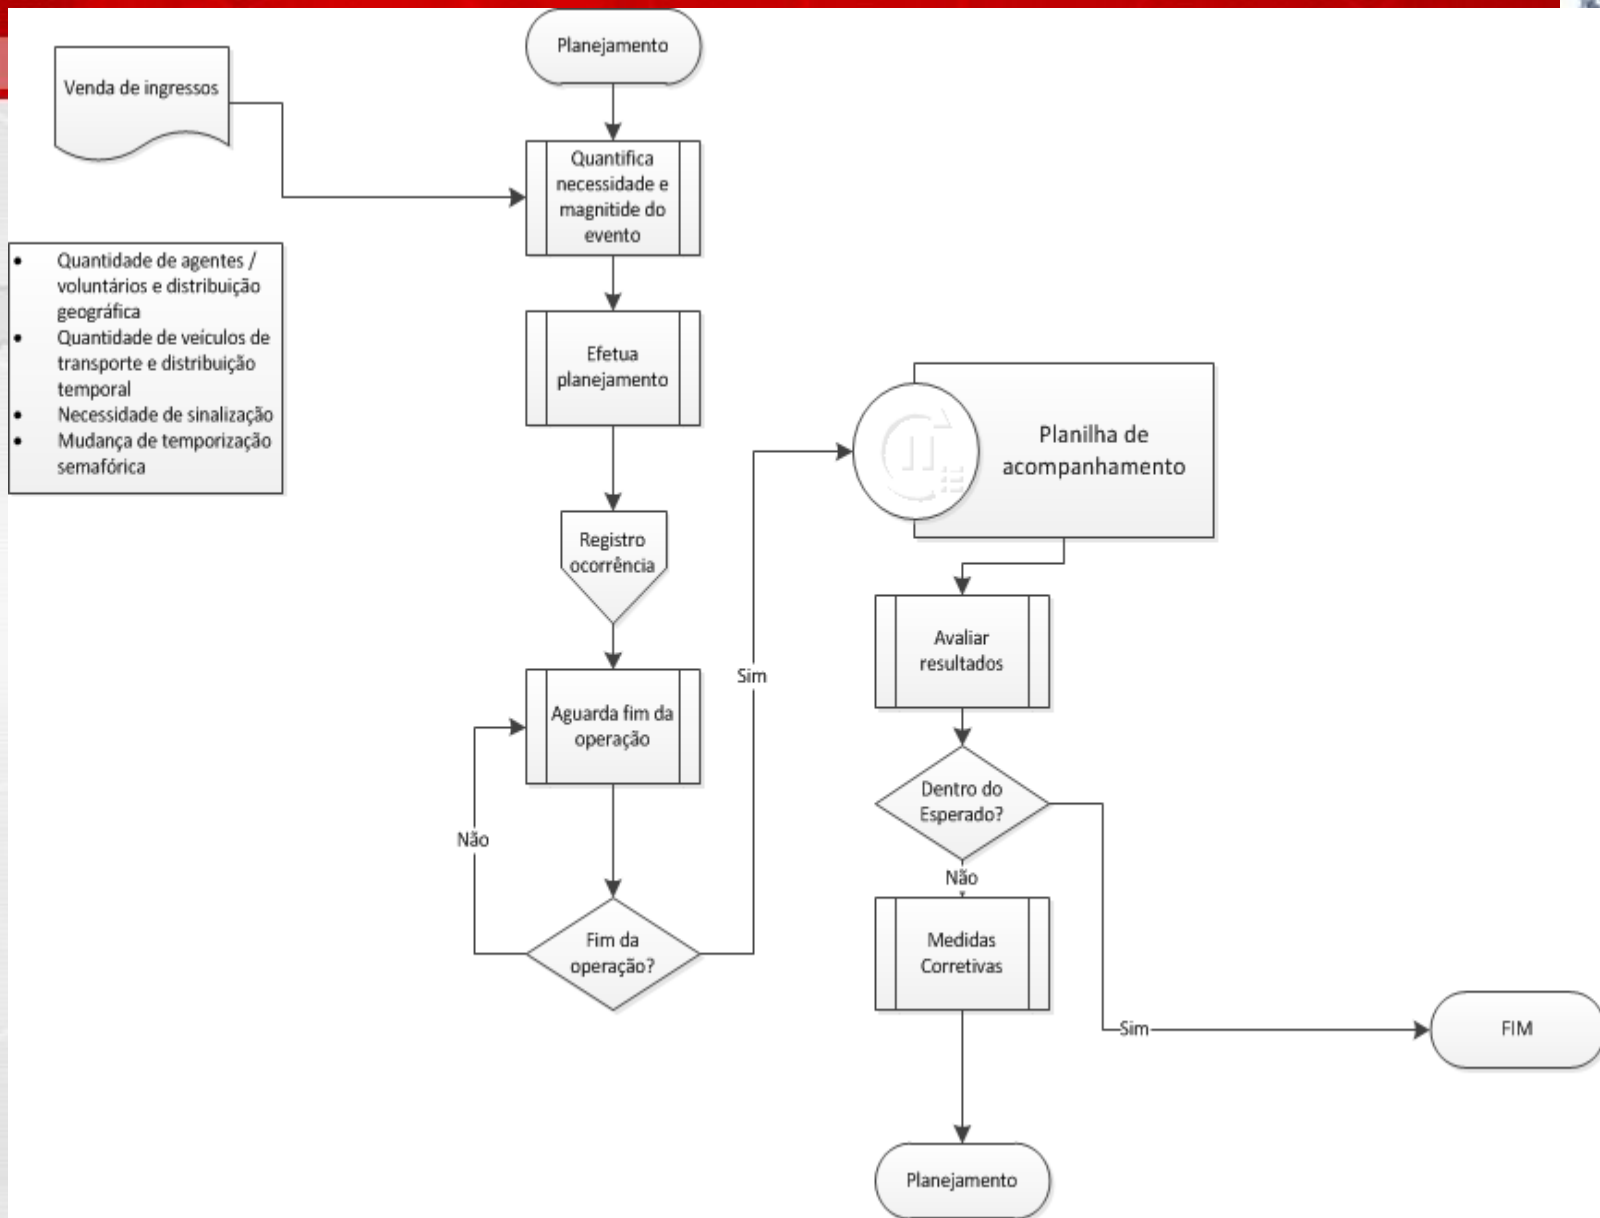 Planejamento
Venda de ingressos
Quantifica
necessidade e
magnitide do
evento
• Quantidade de agentes /
voluntários e distribuição
geográfica
• Quantidade de veículos de
transporte e distribuição
temporal
• Necessidade de sinalização
• Mudança de temporização
semafórica
Efetua
planejamento
Registro
ocorrência
Aguarda fim da
operação
Não
Fim da
operação?
Sim
Planilha de
acompanhamento
Avaliar
resultados
Dentro do
Esperado?
Não
Medidas
Corretivas
Sim
FIM
Planejamento